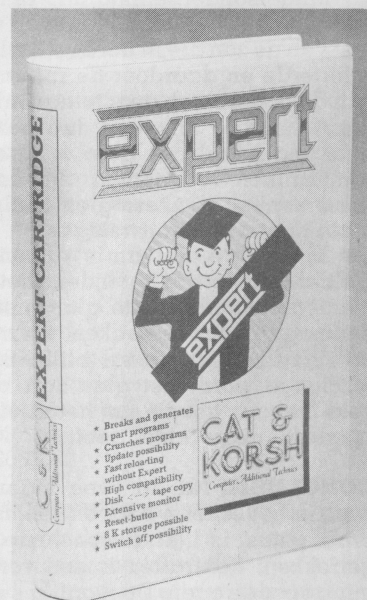 EXPERT CARTRIDGE
C & K
Computer & Additional Technics
expert
expert
* Breaks and generates
1 part programs
* Crunches programs
* Update possibility
* Fast reloading
without Expert
* High compatibility
* Disk <--> tape copy
* Extensive monitor
* Reset-button
* 8 K storage possible
* Switch off possibility
CAT &
KORSH
Computer & Additional Technics